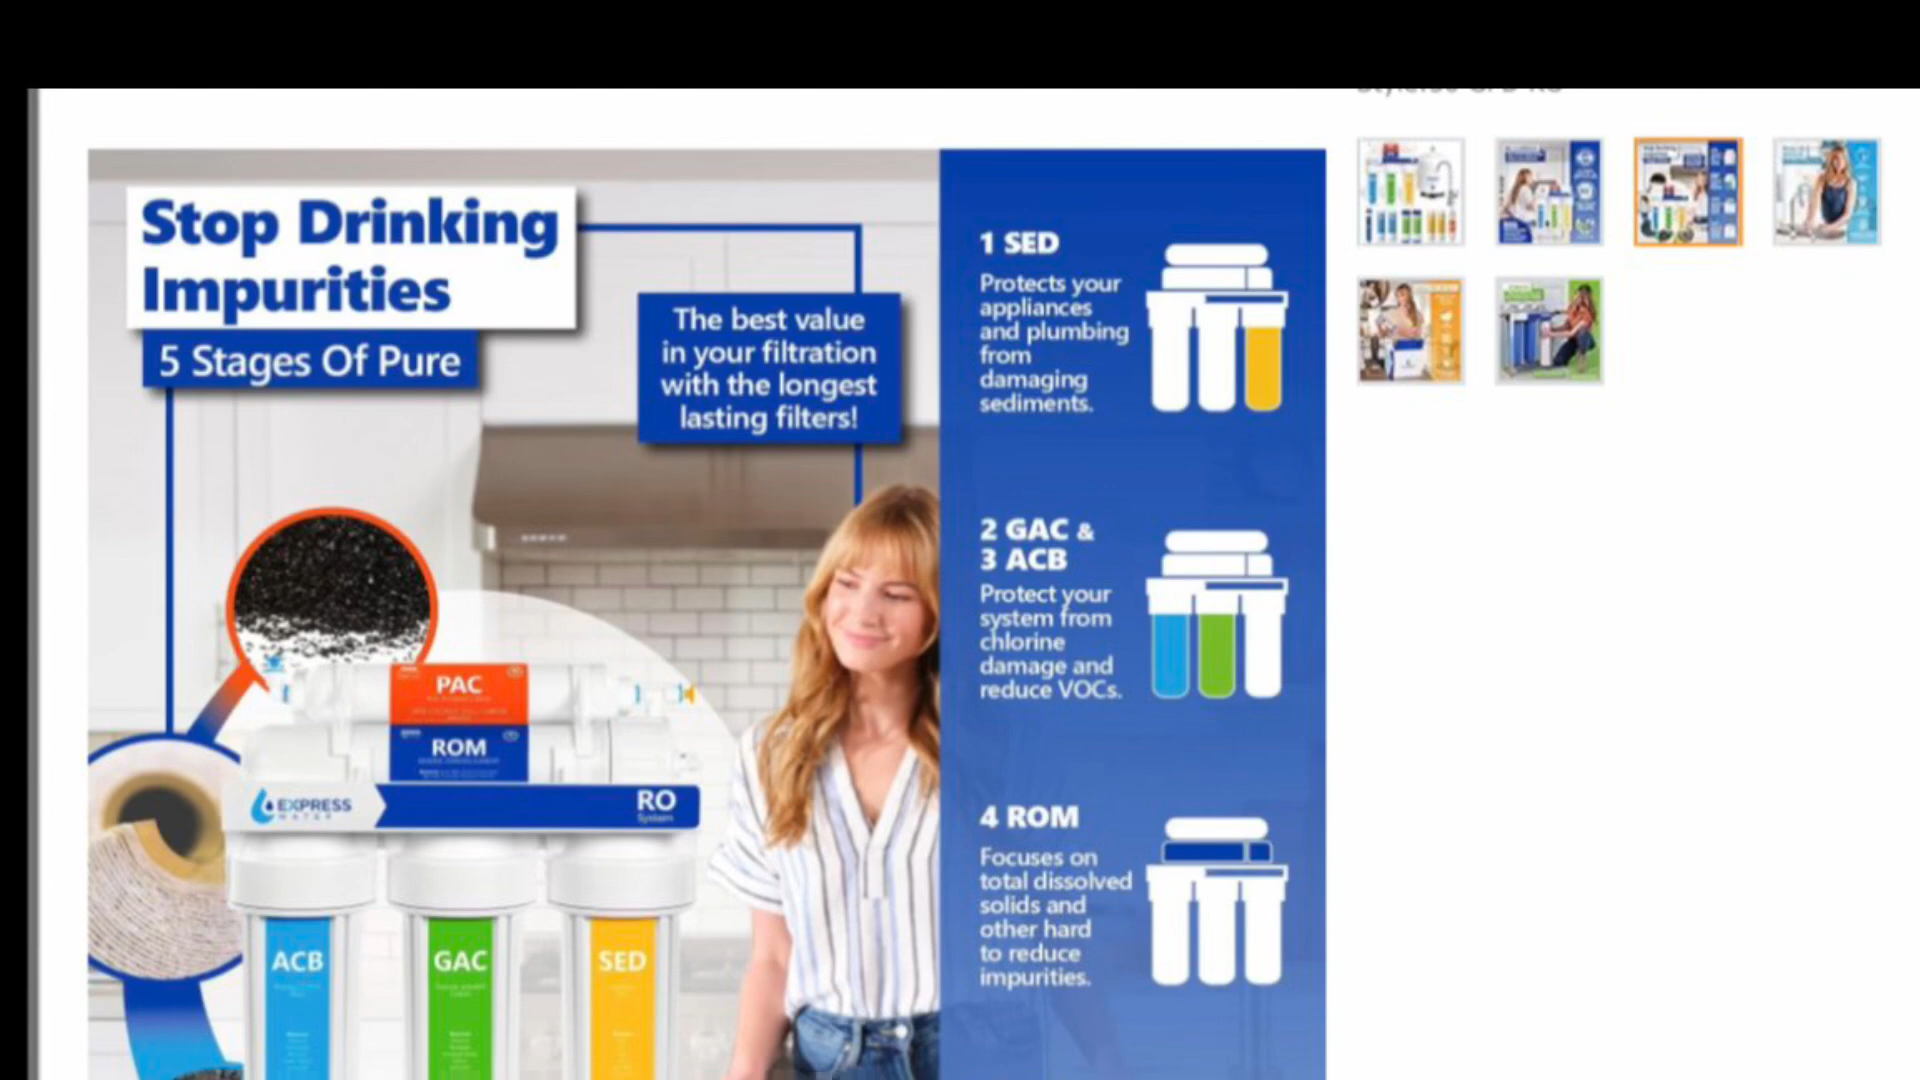 Stop Drinking
Impurities
5 Stages Of Pure
The best value
in your filtration
with the longest
lasting filters!
PAC
ROM
EXPRESS
WATER
RO
System
ACB
GAC
SED
1 SED
Protects your
appliances
and plumbing
from
damaging
sediments.
2 GAC &
3 ACB
Protect your
system from
chlorine
damage and
reduce VOCs.
4 ROM
Focuses on
total dissolved
solids and
other hard
to reduce
impurities.